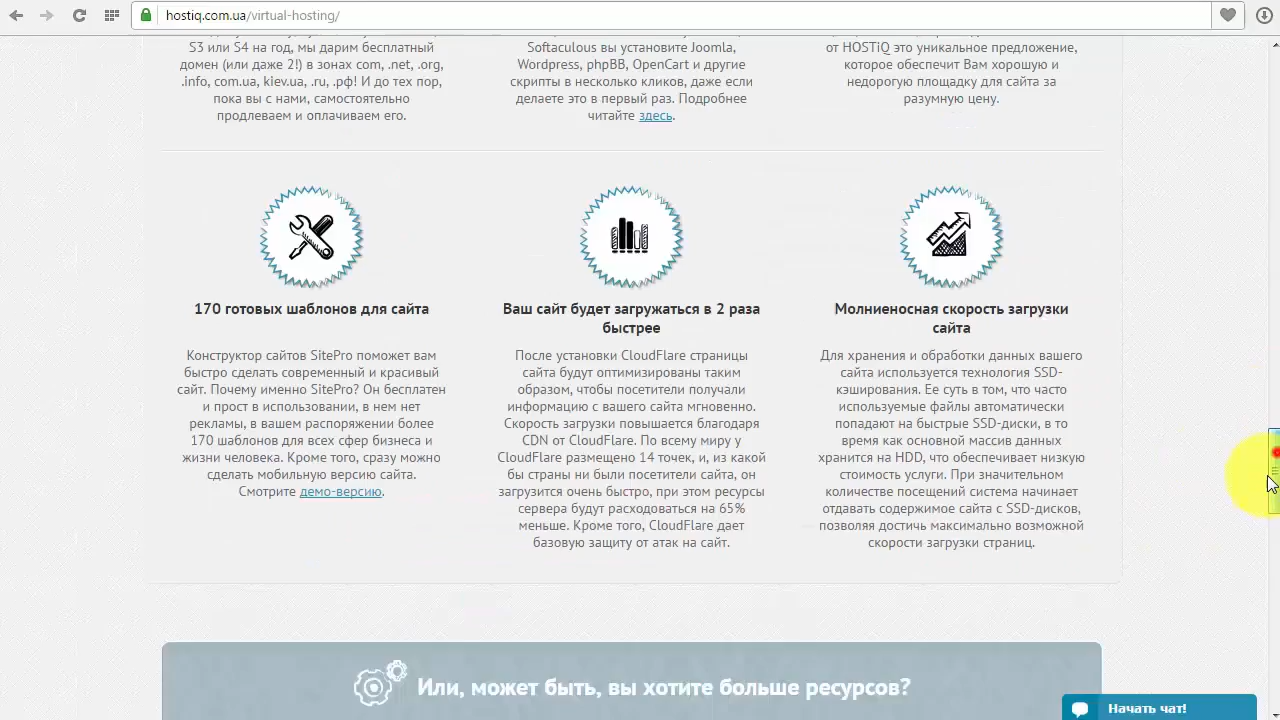 hostiq.com.ua/virtual-hosting/
S3 или S4 на год, мы дарим бесплатный
домен (или даже 2!) в зонах com, .net, .org,
.info, com.ua, kiev.ua, .ru, .рф! И до тех пор,
пока вы с нами, самостоятельно
продлеваем и оплачиваем его.
Softaculous вы установите Joomla,
Wordpress, phpBB, OpenCart и другие
скрипты в несколько кликов, даже если
делаете это в первый раз. Подробнее
читайте здесь.
от HOSTiQ это уникальное предложение,
которое обеспечит Вам хорошую и
недорогую площадку для сайта за
разумную цену.
170 готовых шаблонов для сайта
Конструктор сайтов SitePro поможет вам
быстро сделать современный и красивый
сайт. Почему именно SitePro? Он бесплатен
и прост в использовании, в нем нет
рекламы, в вашем распоряжении более
170 шаблонов для всех сфер бизнеса и
жизни человека. Кроме того, сразу можно
сделать мобильную версию сайта.
Смотрите демо-версию.
Ваш сайт будет загружаться в 2 раза
быстрее
После установки CloudFlare страницы
сайта будут оптимизированы таким
образом, чтобы посетители получали
информацию с вашего сайта мгновенно.
Скорость загрузки повышается благодаря
CDN от CloudFlare. По всему миру у
CloudFlare размещено 14 точек, и, из какой
бы страны и были посетители сайта, он
загрузится очень быстро, при этом ресурсы
сервера будут расходоваться на 65%
меньше. Кроме того, CloudFlare дает
базовую защиту от атак на сайт.
Молниеносная скорость загрузки
сайта
Для хранения и обработки данных вашего
сайта используется технология SSD-
кэширования. Ее суть в том, что часто
используемые файлы автоматически
попадают на быстрые SSD-диски, в то
время как основной массив данных
хранится на HDD, что обеспечивает низкую
стоимость услуги. При значительном
количестве посещений система начинает
отдавать содержимое сайта с SSD-дисков,
позволяя достичь максимально возможной
скорости загрузки страниц.
Или, может быть, вы хотите больше ресурсов?
Начать чат!